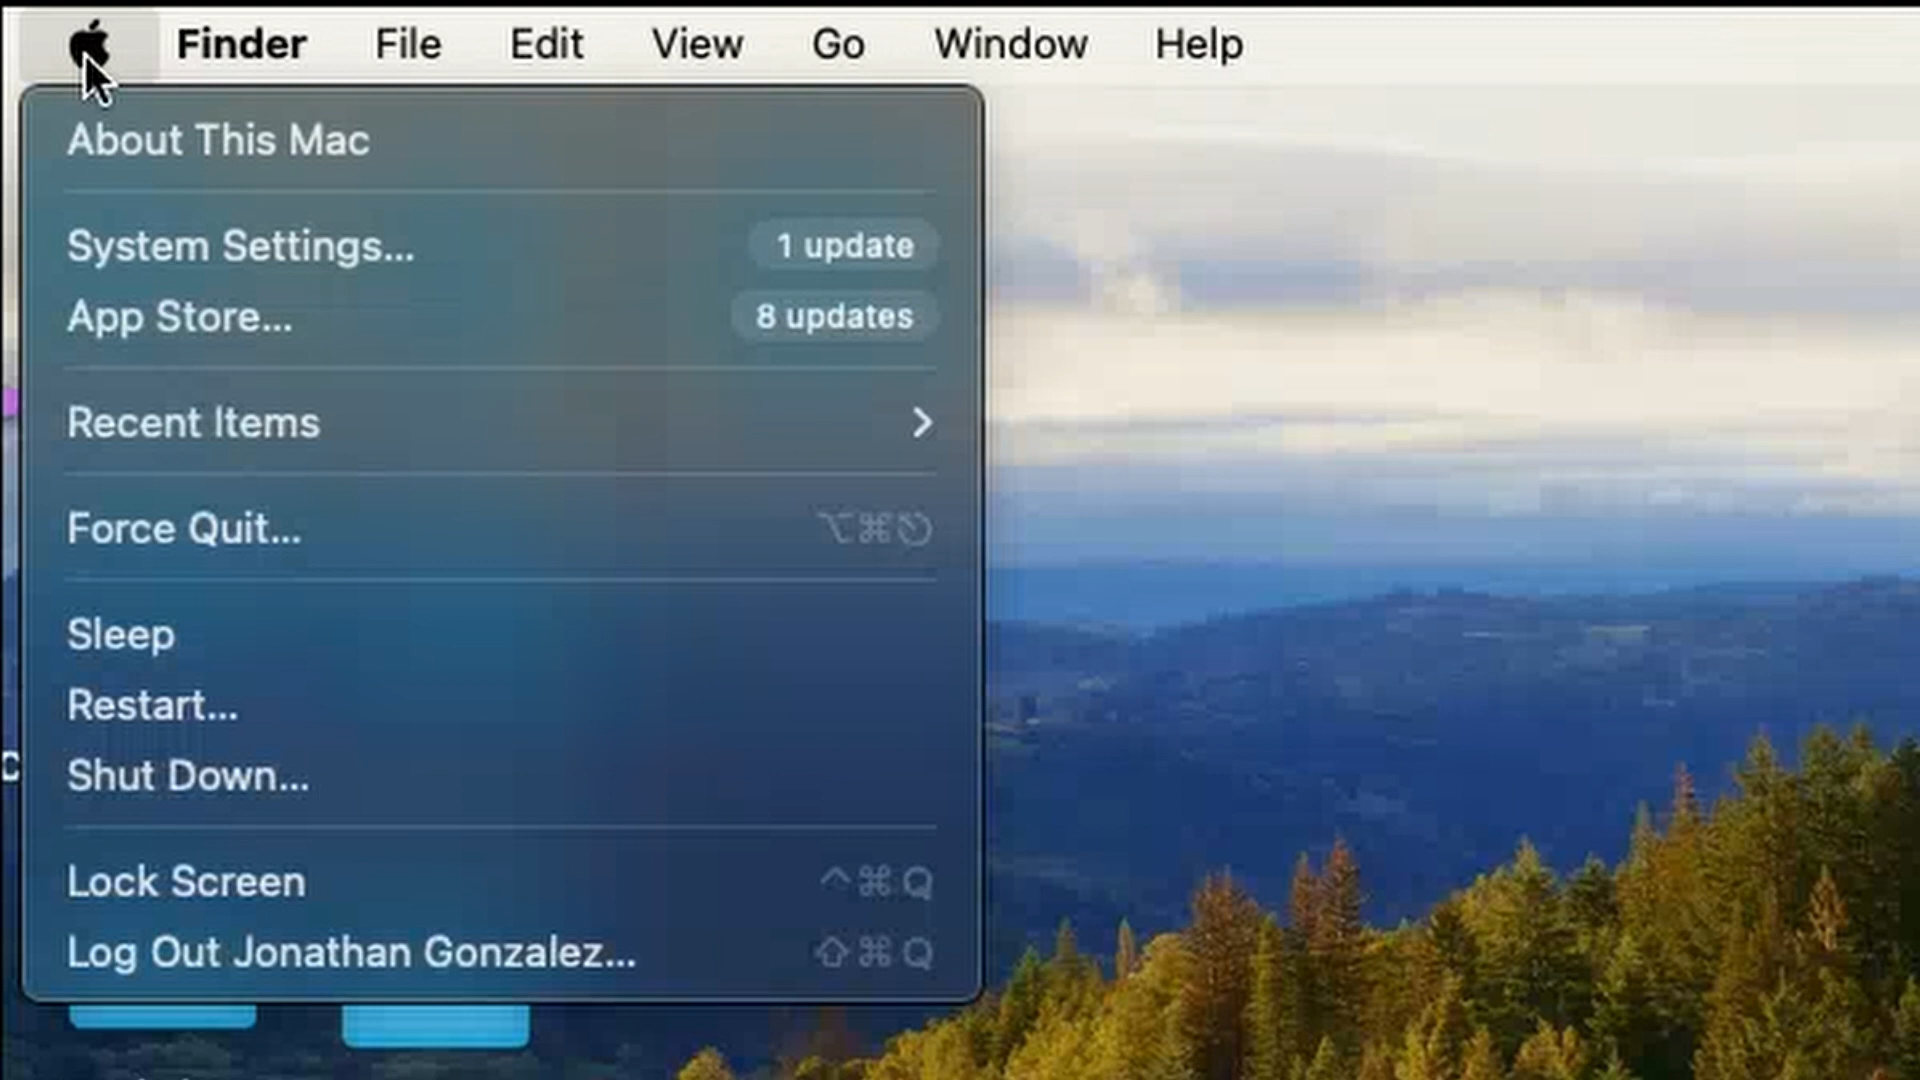 Finder File Edit View Go Window Help
About This Mac
System Settings... 1 update
App Store... 8 updates
Recent Items
Force Quit... ⌥⌘⎋
Sleep
Restart...
Shut Down...
Lock Screen ^⌘Q
Log Out Jonathan Gonzalez... ⇧⌘Q